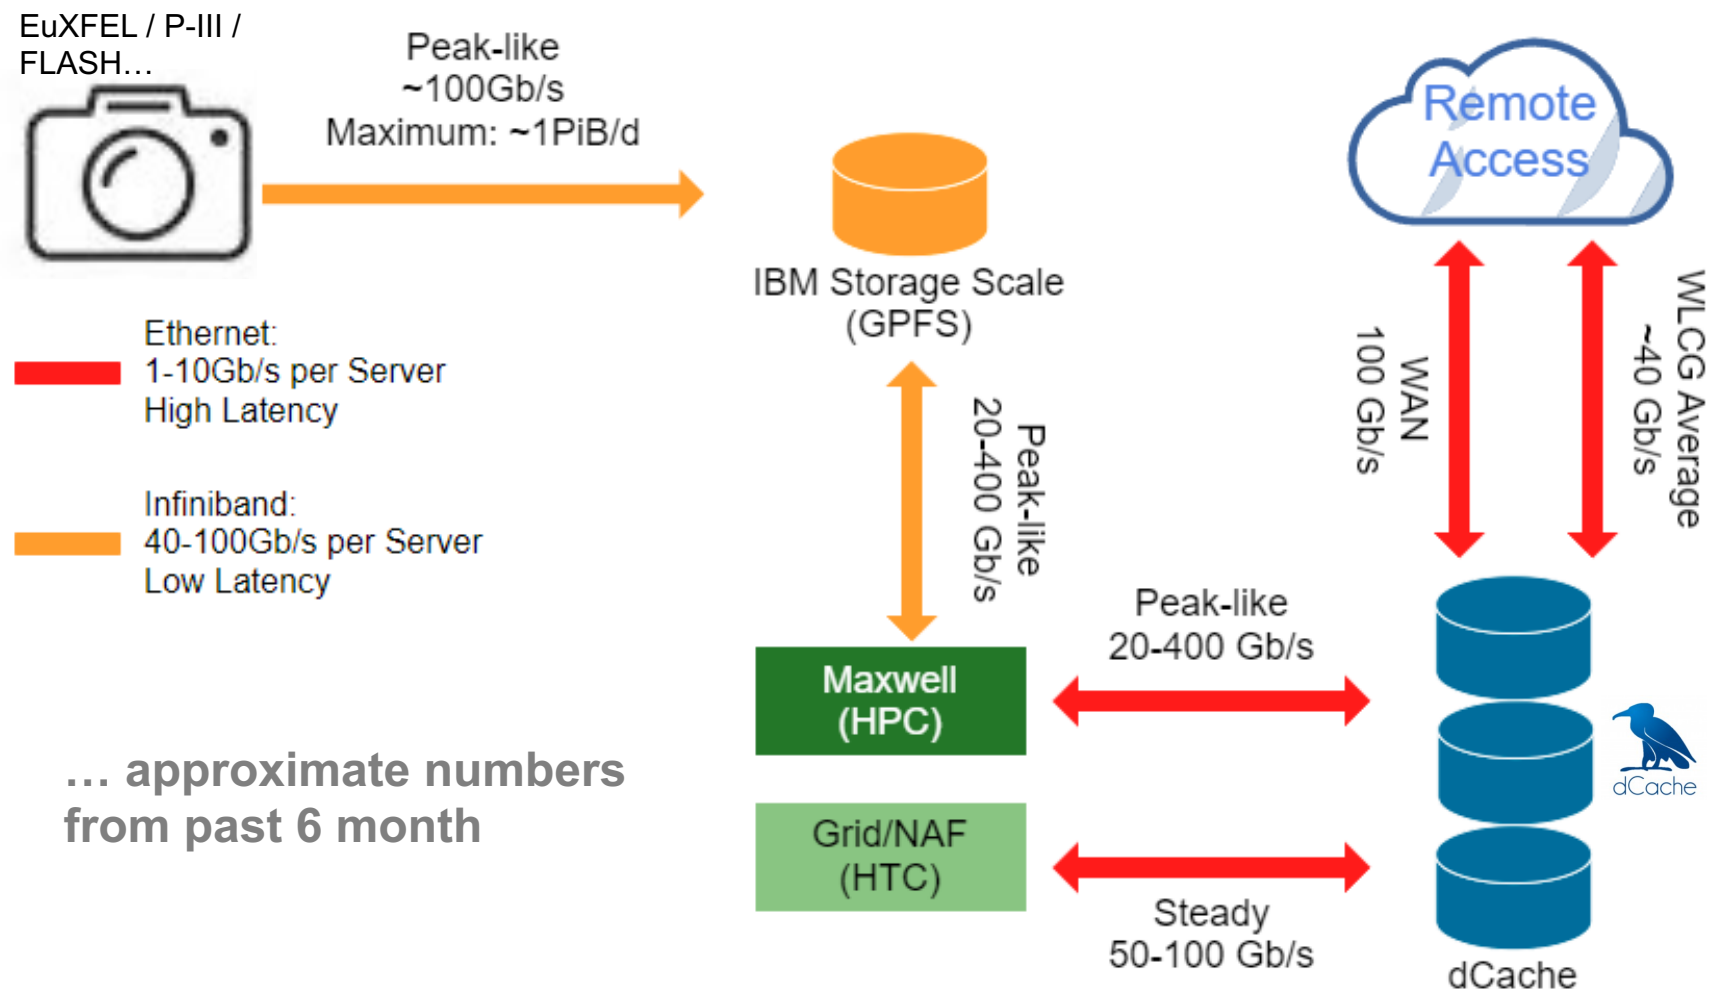 EuXFEL / P-III /
FLASH…
Peak-like
~100Gb/s
Maximum: ~1PiB/d
Remote
Access
IBM Storage Scale
(GPFS)
Ethernet:
1-10Gb/s per Server
High Latency
Infiniband:
40-100Gb/s per Server
Low Latency
Peak-like
20-400 Gb/s
WAN
100 Gb/s
WLCG Average
~40 Gb/s
Maxwell
(HPC)
Peak-like
20-400 Gb/s
Grid/NAF
(HTC)
Steady
50-100 Gb/s
dCache
dCache
… approximate numbers
from past 6 month